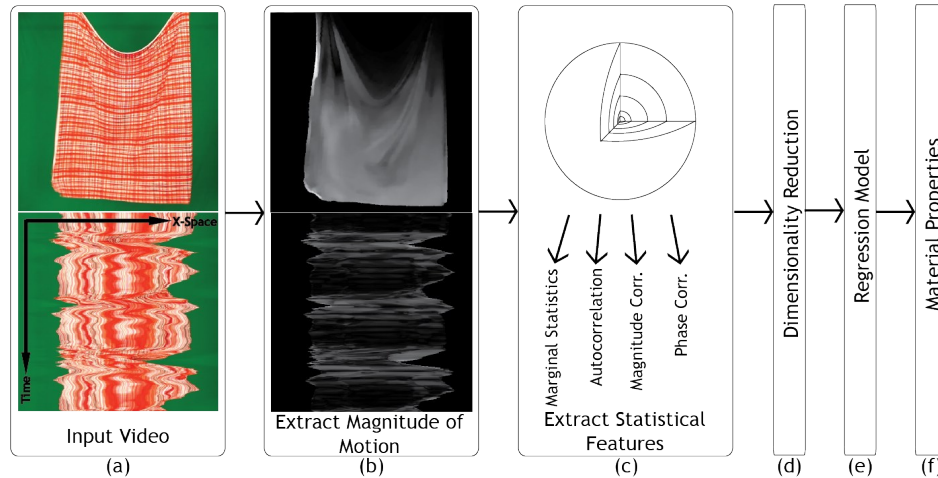 X-Space
Time
Input Video
(a)
Extract Magnitude of
Motion
(b)
Marginal Statistics
Autocorrelation
Magnitude Corr.
Phase Corr.
Extract Statistical
Features
(c)
Dimensionality Reduction
(d)
Regression Model
(e)
Material Properties
(f)